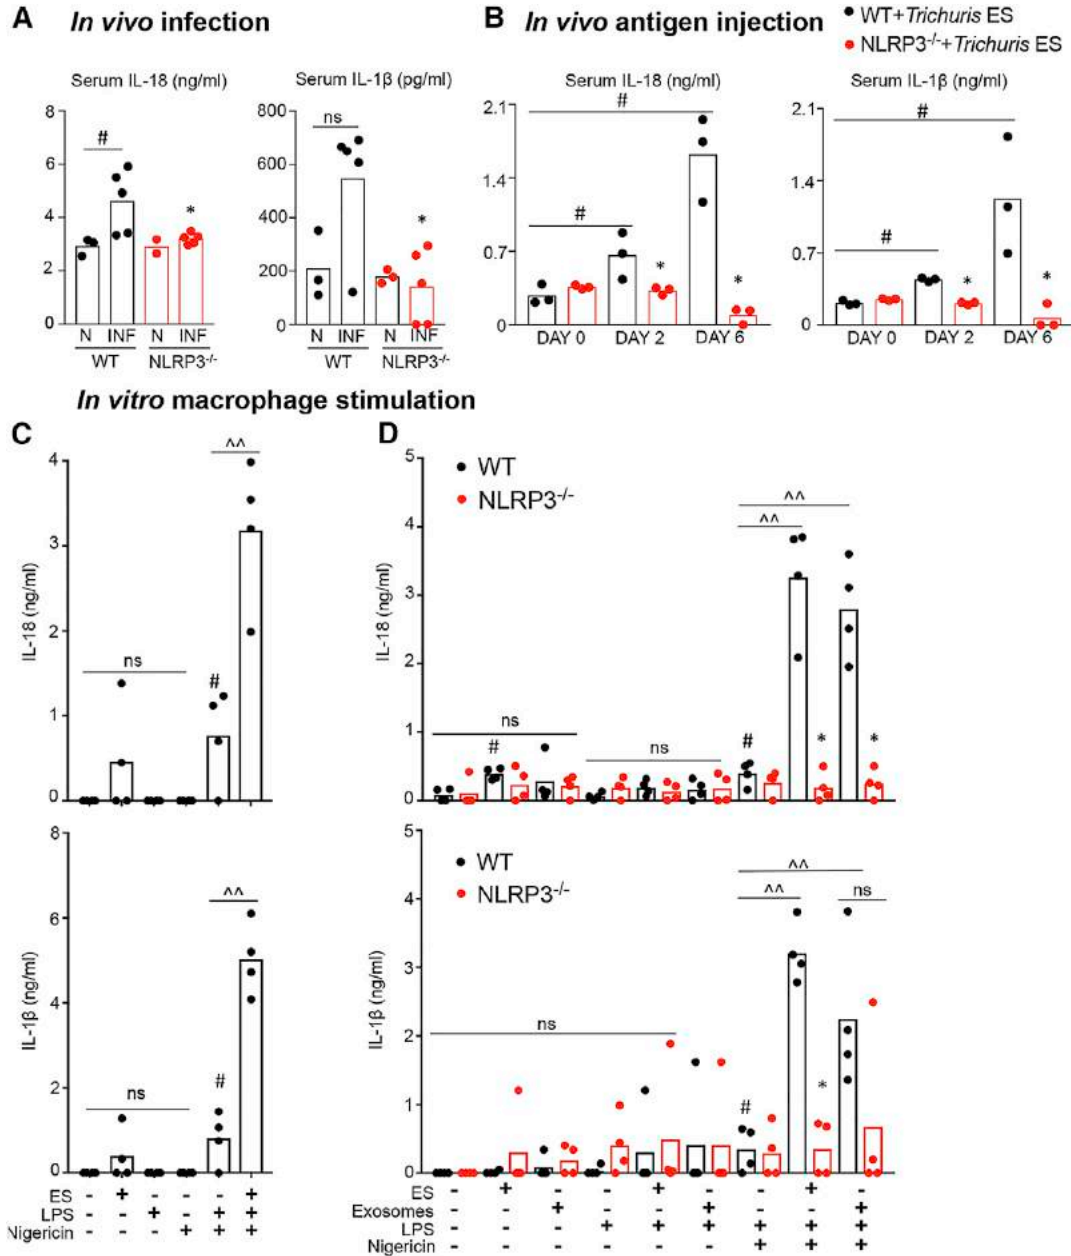 A In vivo infection
B In vivo antigen injection
WT+Trichuris ES
NLRP3-/-+Trichuris ES
Serum IL-18 (ng/ml)
8
6
4
2
0
#
*
N INF N INF
WT NLRP3-/-
Serum IL-1β (pg/ml)
800
600
400
200
0
ns
*
N INF N INF
WT NLRP3-/-
Serum IL-18 (ng/ml)
2.1
1.4
0.7
0
#
#
*
*
DAY 0 DAY 2 DAY 6
Serum IL-1β (ng/ml)
2.1
1.4
0.7
0
#
#
*
*
DAY 0 DAY 2 DAY 6
In vitro macrophage stimulation
C
IL-18 (ng/ml)
4
3
2
1
0
ns
#
^^
IL-1β (ng/ml)
8
6
4
2
0
ns
#
^^
ES - + - - - +
LPS - - + - + +
Nigericin - - - + + +
D
WT
NLRP3-/-
IL-18 (ng/ml)
5
4
3
2
1
0
ns
#
ns
#
^^
^^
*
*
WT
NLRP3-/-
IL-1β (ng/ml)
5
4
3
2
1
0
ns
#
^^
^^
ns
*
ES - + - - + - - + -
Exosomes - - + - - + - - +
LPS - - - + + + + + +
Nigericin - - - - - - + + +